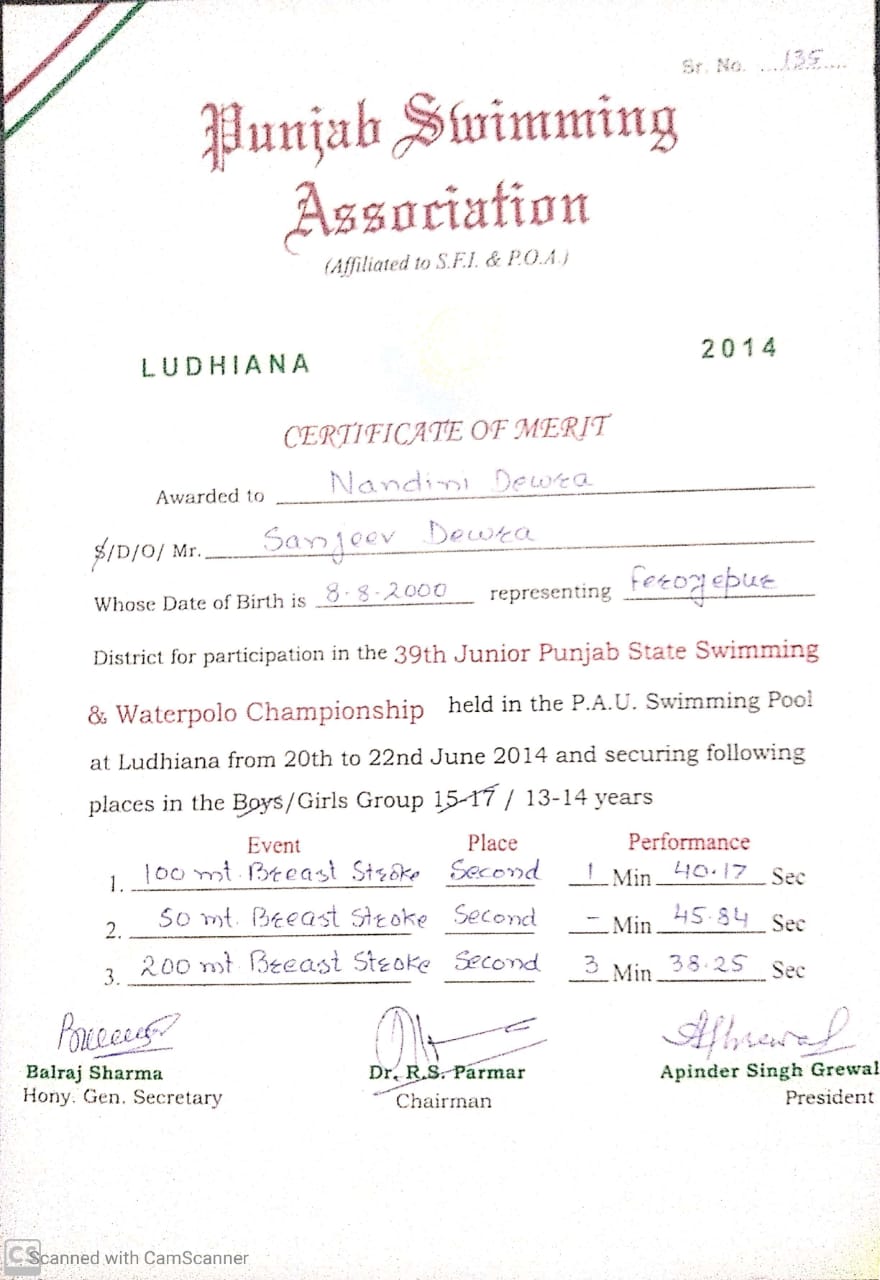 Sr. No. ...135....
Punjab Swimming
Association
(Affiliated to S.F.I. & P.O.A.)
LUDHIANA 2014
CERTIFICATE OF MERIT
Awarded to Nandini Dewra
S/D/O/ Mr. Sanjeev Dewra
Whose Date of Birth is 8-8-2000 representing Ferozepur
District for participation in the 39th Junior Punjab State Swimming
& Waterpolo Championship held in the P.A.U. Swimming Pool
at Ludhiana from 20th to 22nd June 2014 and securing following
places in the Boys/Girls Group 15-17 / 13-14 years
Event Place Performance
1. 100 mt. Breast Stroke Second 1 Min 40.17 Sec
2. 50 mt. Breast Stroke Second - Min 45.84 Sec
3. 200 mt. Breast Stroke Second 3 Min 38.25 Sec
Balraj Sharma Dr. R.S. Parmar Apinder Singh Grewal
Hony. Gen. Secretary Chairman President
CS Scanned with CamScanner